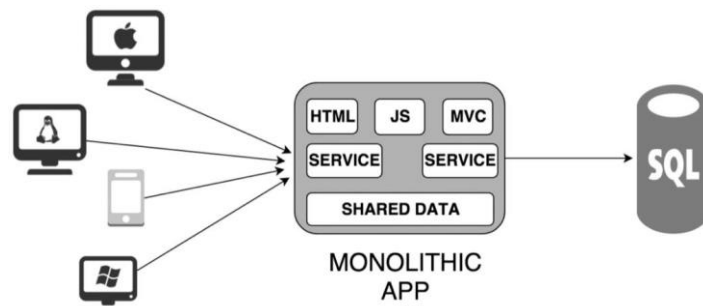 HTML
JS
MVC
SERVICE
SERVICE
SHARED DATA
MONOLITHIC
APP
SQL